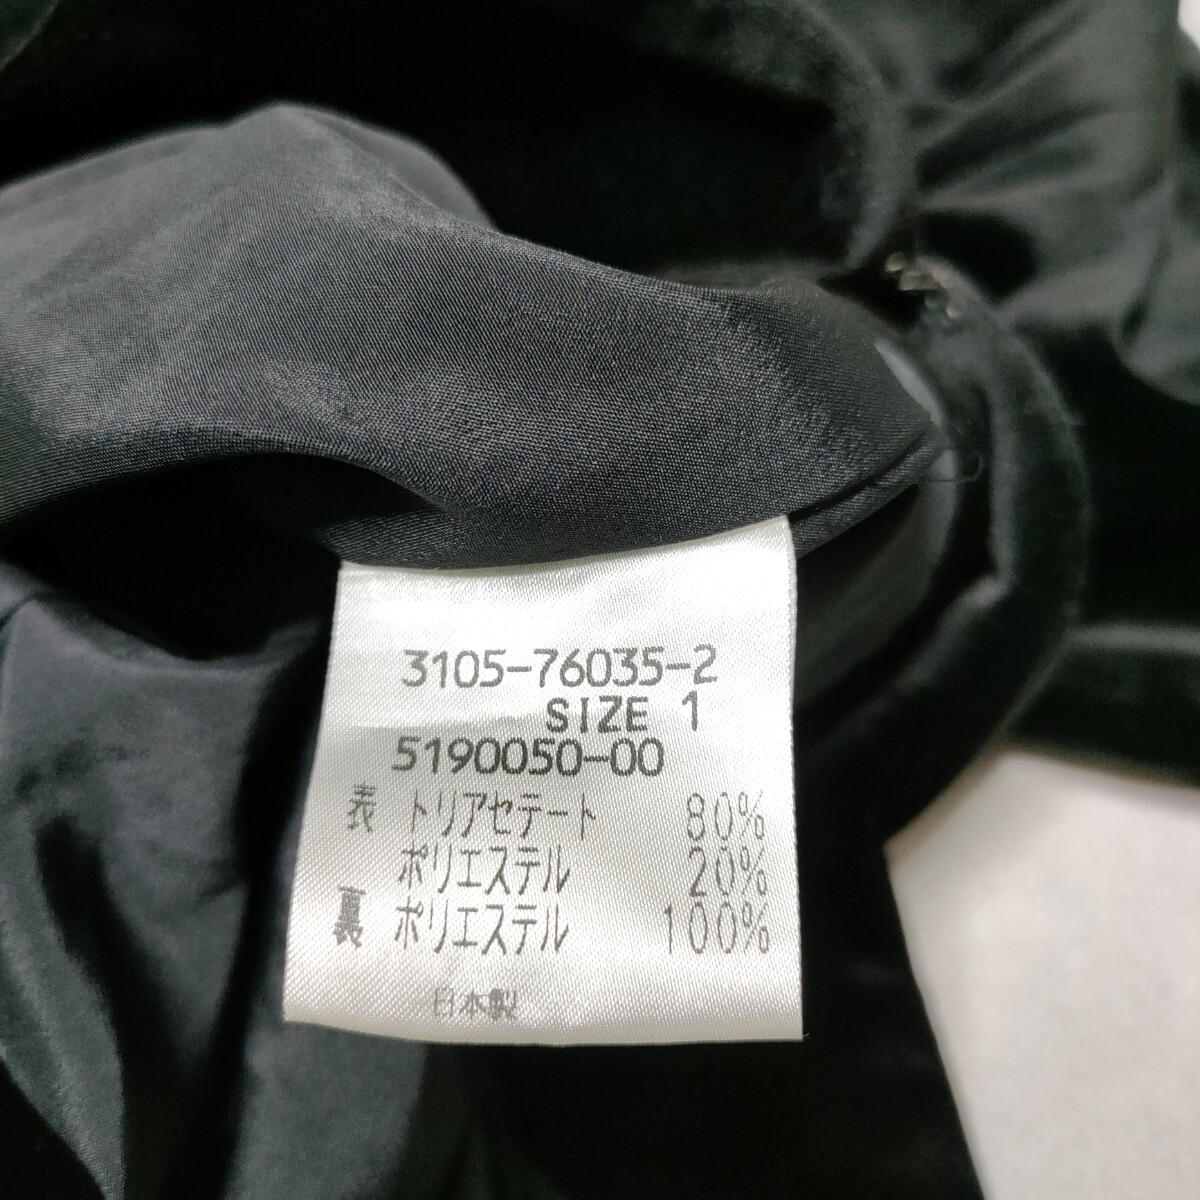 3105-76035-2
SIZE 1
5190050-00
表 トリアセテート 80%
ポリエステル 20%
裏 ポリエステル 100%
日本製